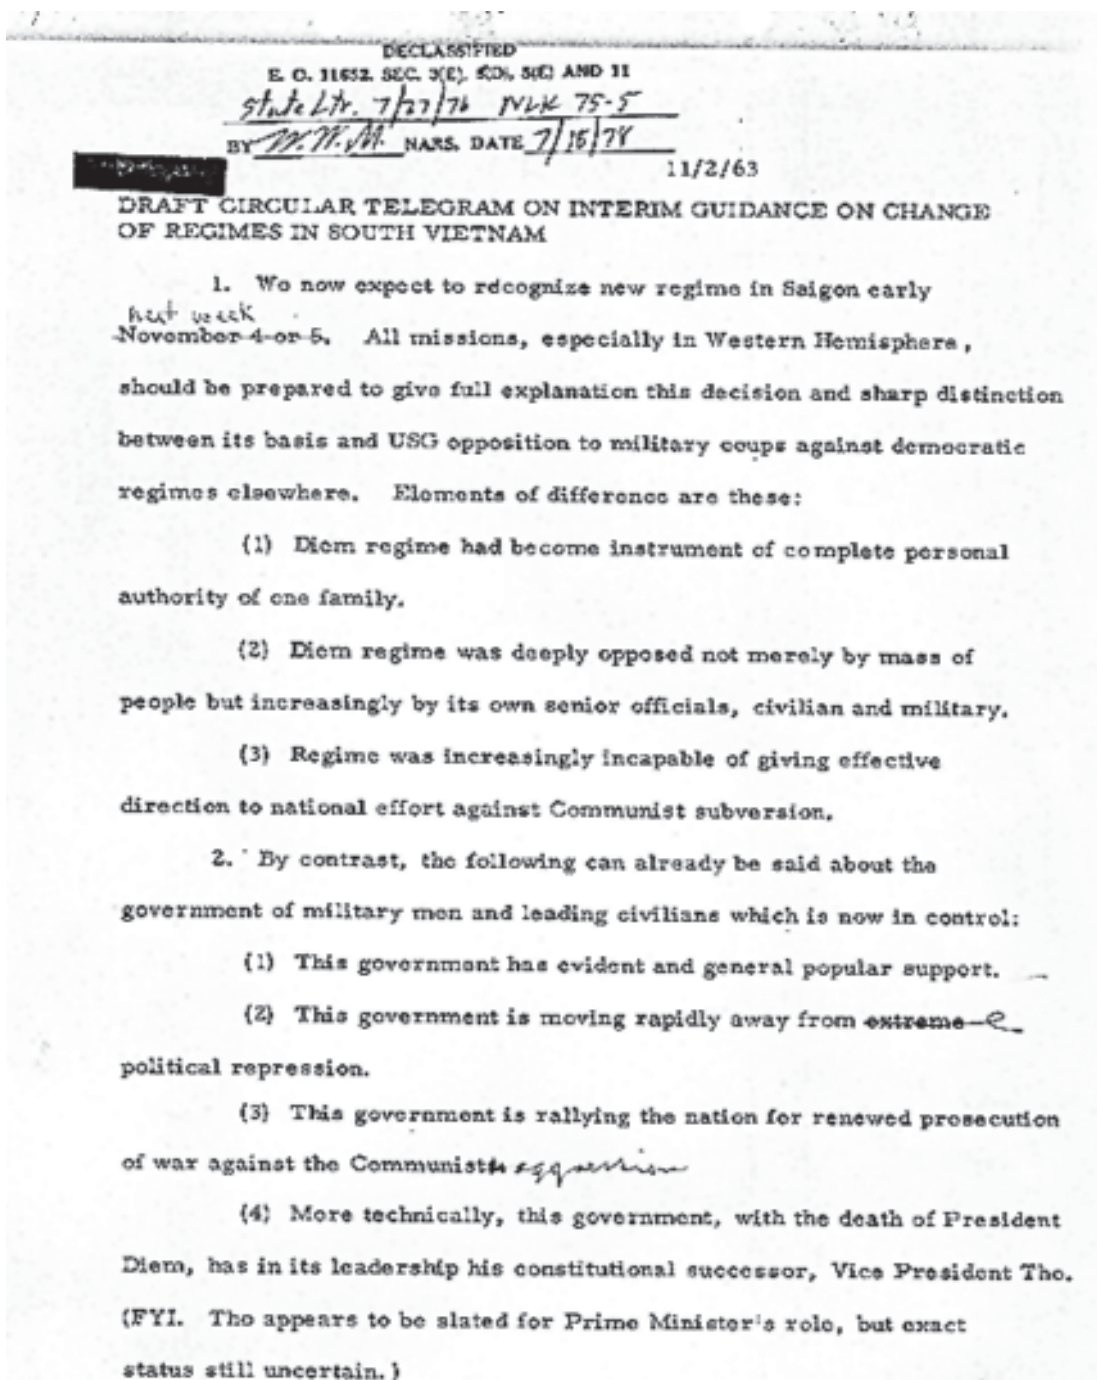 DECLASSIFIED
E. O. 11652, SEC. 3(E), 5(D), 5(E) AND 11
State Ltr. 7/27/76 NLK 75-5
BY NARS, DATE 7/15/78
11/2/63
DRAFT CIRCULAR TELEGRAM ON INTERIM GUIDANCE ON CHANGE
OF REGIMES IN SOUTH VIETNAM
1. We now expect to recognize new regime in Saigon early
next week
November 4 or 5. All missions, especially in Western Hemisphere,
should be prepared to give full explanation this decision and sharp distinction
between its basis and USG opposition to military coups against democratic
regimes elsewhere. Elements of difference are these:
(1) Diem regime had become instrument of complete personal
authority of one family.
(2) Diem regime was deeply opposed not merely by mass of
people but increasingly by its own senior officials, civilian and military.
(3) Regime was increasingly incapable of giving effective
direction to national effort against Communist subversion.
2. By contrast, the following can already be said about the
government of military men and leading civilians which is now in control:
(1) This government has evident and general popular support.
(2) This government is moving rapidly away from extreme
political repression.
(3) This government is rallying the nation for renewed prosecution
of war against the Communist aggression
(4) More technically, this government, with the death of President
Diem, has in its leadership his constitutional successor, Vice President Tho.
(FYI. Tho appears to be slated for Prime Minister's role, but exact
status still uncertain.)